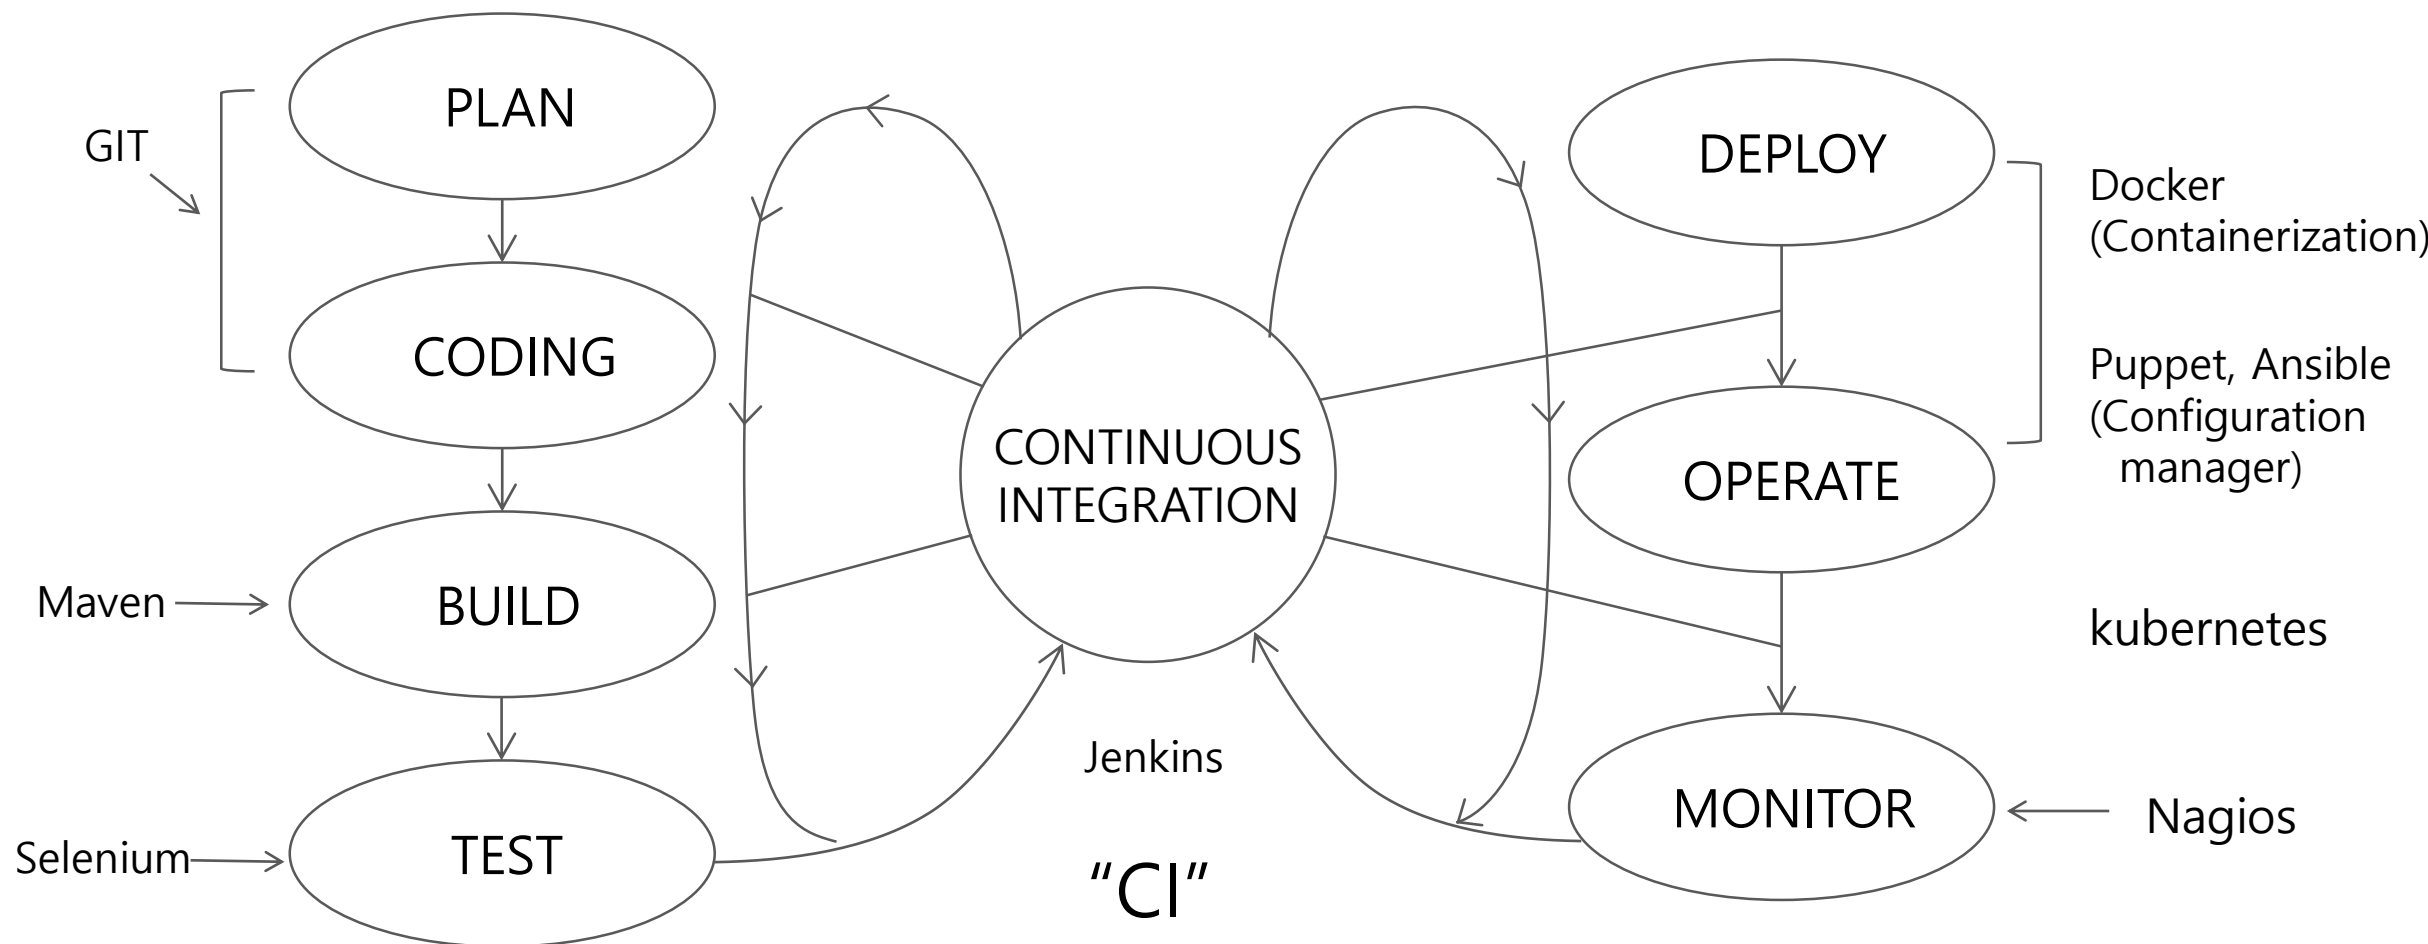 PLAN
GIT
CODING
Maven
BUILD
Selenium
TEST
CONTINUOUS
INTEGRATION
Jenkins
“CI”
DEPLOY
Docker
(Containerization)
Puppet, Ansible
(Configuration
manager)
OPERATE
kubernetes
MONITOR
Nagios